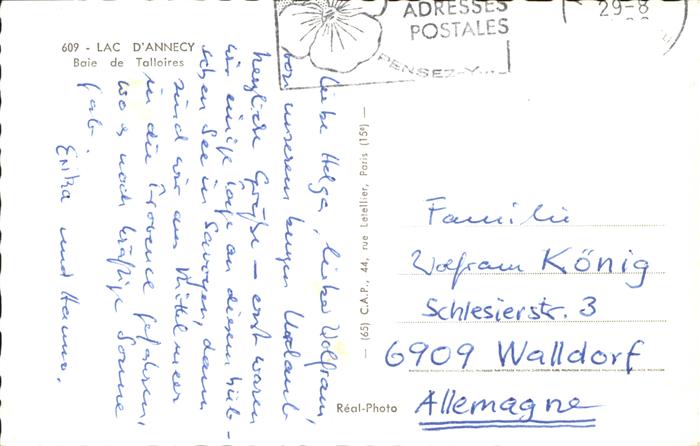 609 - LAC D'ANNECY
Baie de Talloires
Liebe Helga, lieber Wolfram,
von unserem kurzen Urlaub
herzliche Grüße - erst waren
wir einige Tage an diesem hüb-
schen See in Savoyen, dann
sind wir ans Mittelmeer
in die Provence gefahren,
wo es noch kräftige Sonne
gab.
Erika und Hanno.
ADRESSES
POSTALES
PENSEZ-Y...
29-8
— (65) C.A.P., 44, rue Letellier, Paris (15e) —
Familie
Wolfram König
Schlesierstr. 3
6909 Walldorf
Allemagne
Réal-Photo